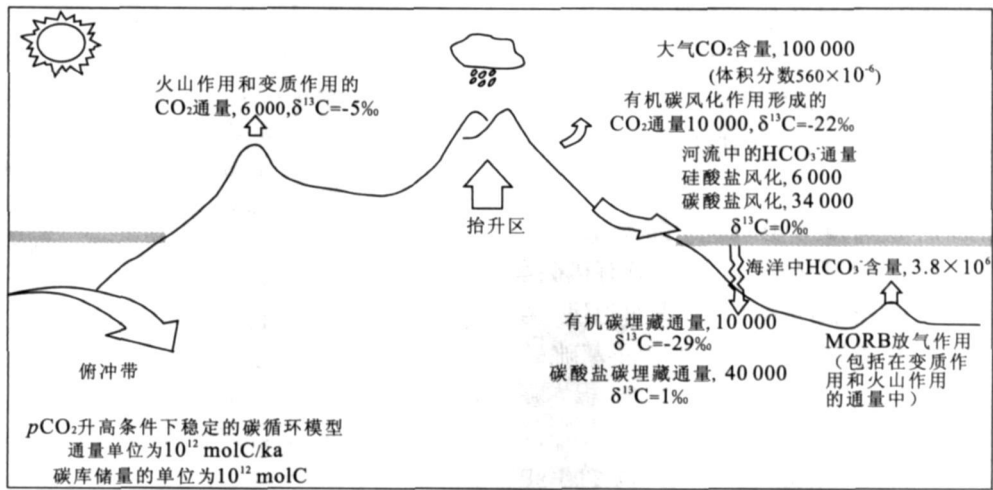 火山作用和变质作用的
CO₂通量,6 000,δ¹³C=-5‰
大气CO₂含量,100 000
(体积分数560×10⁻⁶)
有机碳风化作用形成的
CO₂通量10 000,δ¹³C=-22‰
河流中的HCO₃⁻通量
硅酸盐风化,6 000
碳酸盐风化,34 000
δ¹³C=0‰
抬升区
海洋中HCO₃⁻含量,3.8×10⁶
有机碳埋藏通量,10 000
δ¹³C=-29‰
碳酸盐碳埋藏通量,40 000
δ¹³C=1‰
MORB放气作用
(包括在变质作
用和火山作用
的通量中)
俯冲带
pCO₂升高条件下稳定的碳循环模型
通量单位为10¹² molC/ka
碳库储量的单位为10¹² molC